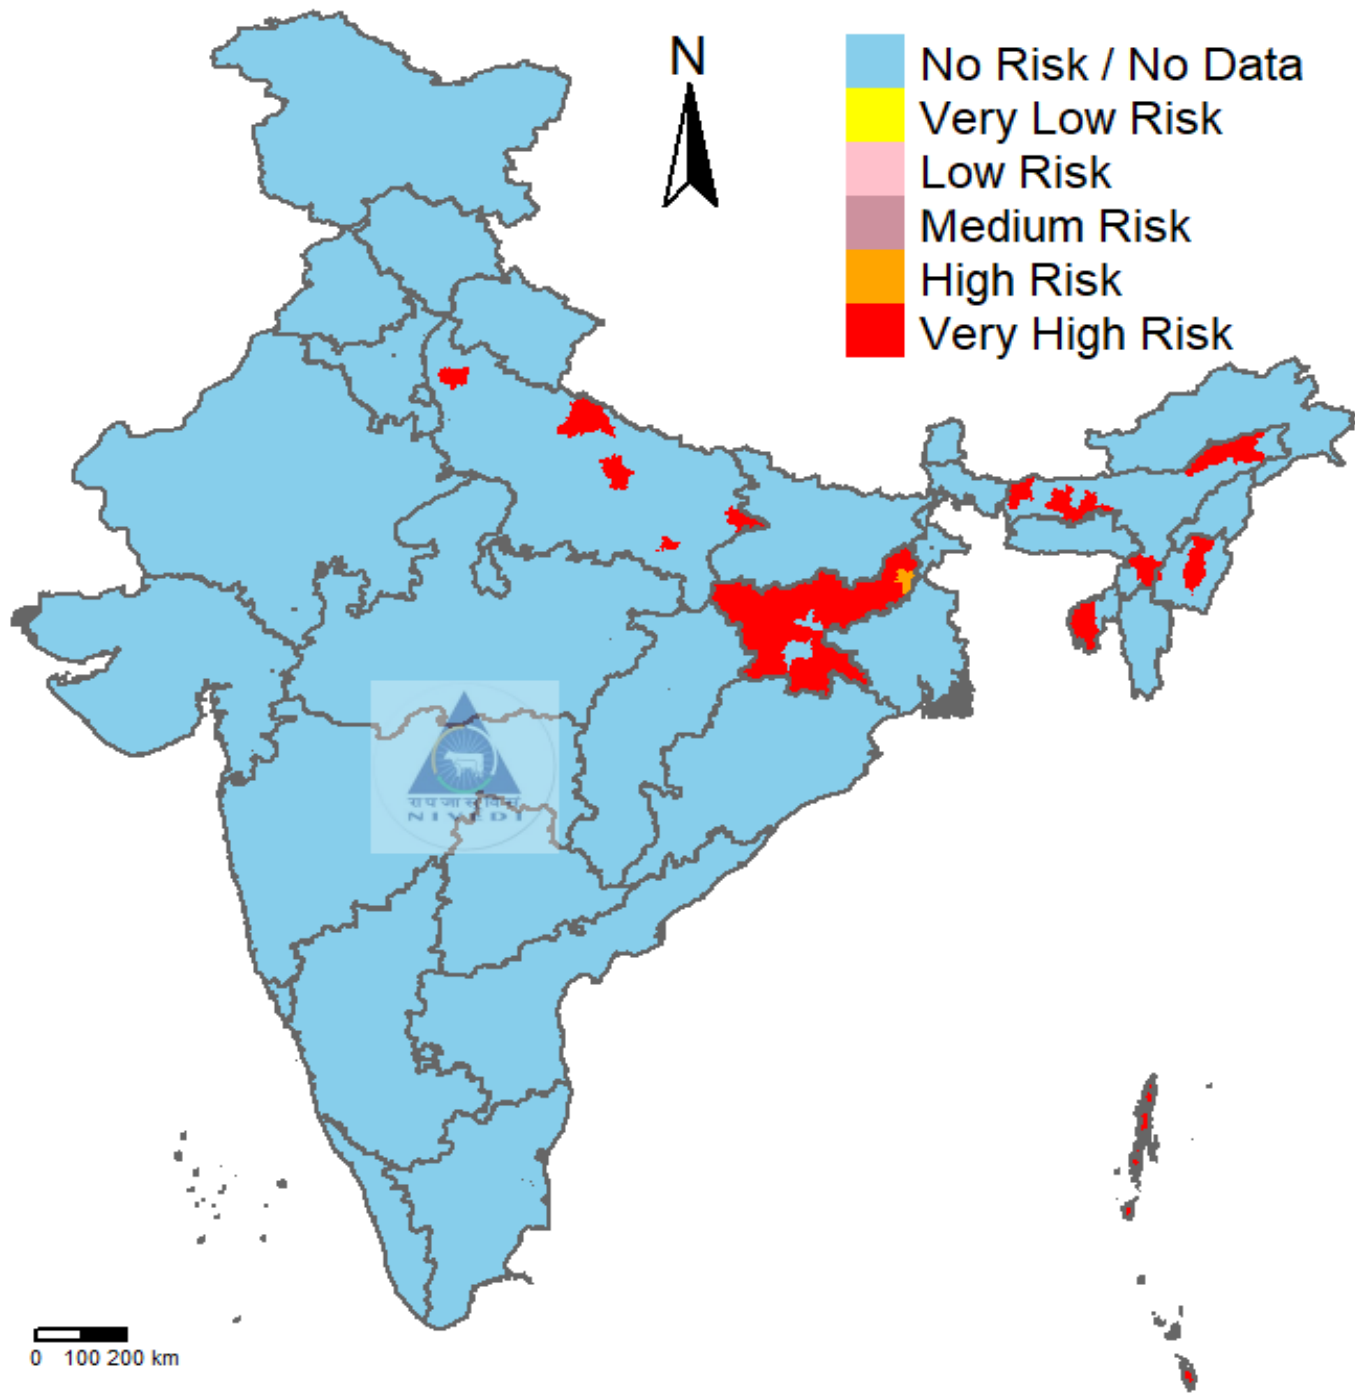 N
No Risk / No Data
Very Low Risk
Low Risk
Medium Risk
High Risk
Very High Risk
NIVEDI
0 100 200 km